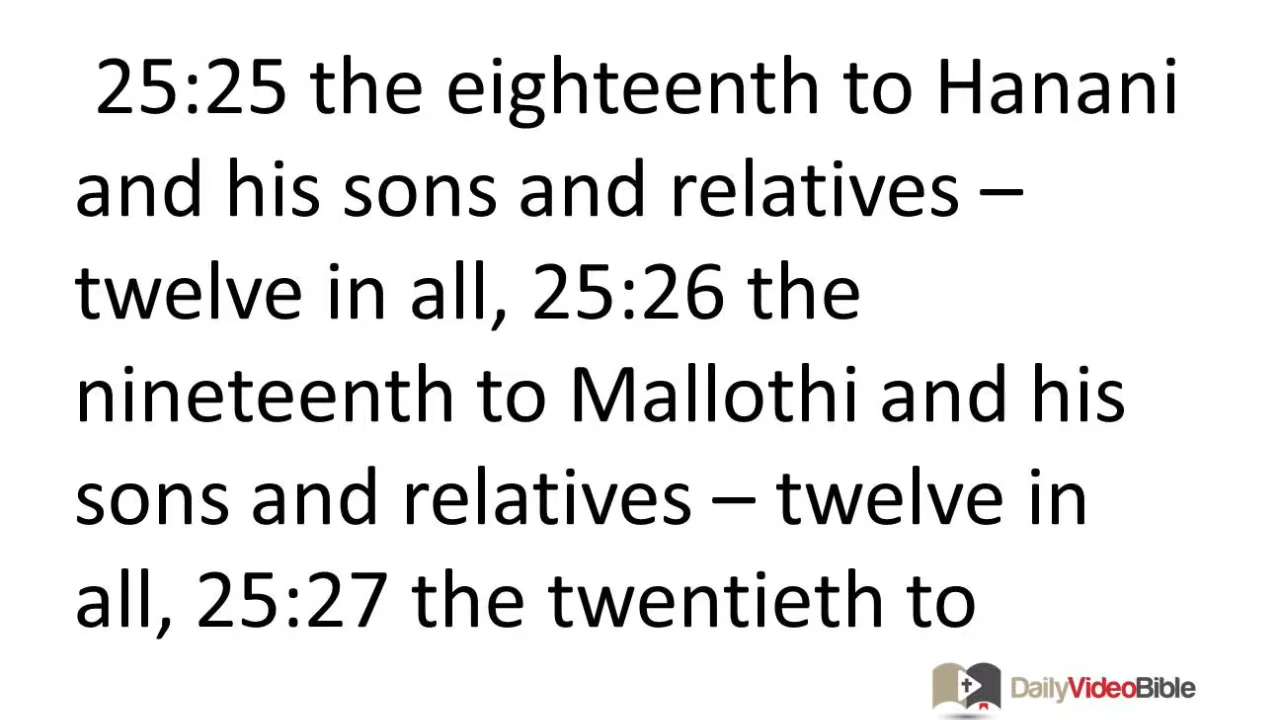 25:25 the eighteenth to Hanani
and his sons and relatives –
twelve in all, 25:26 the
nineteenth to Mallothi and his
sons and relatives – twelve in
all, 25:27 the twentieth to
DailyVideoBible